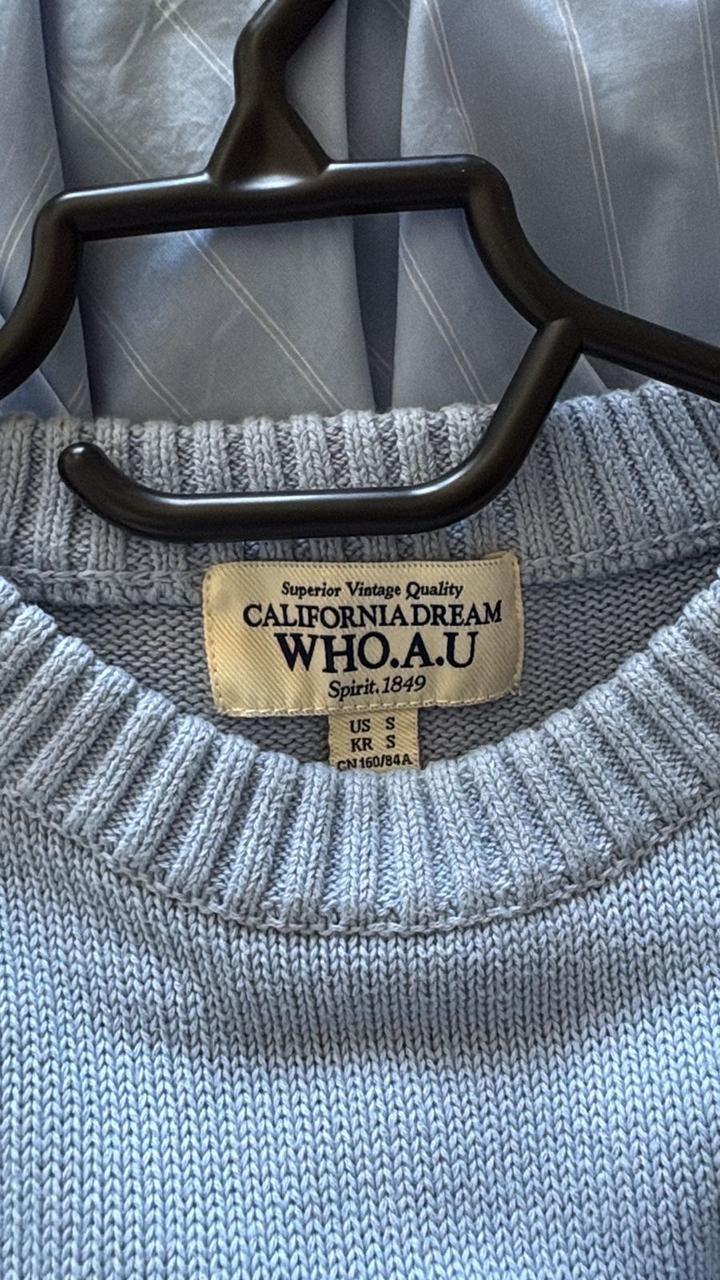 Superior Vintage Quality
CALIFORNIA DREAM
WHO.A.U
Spirit.1849
US S
KR S
CN 160/84A